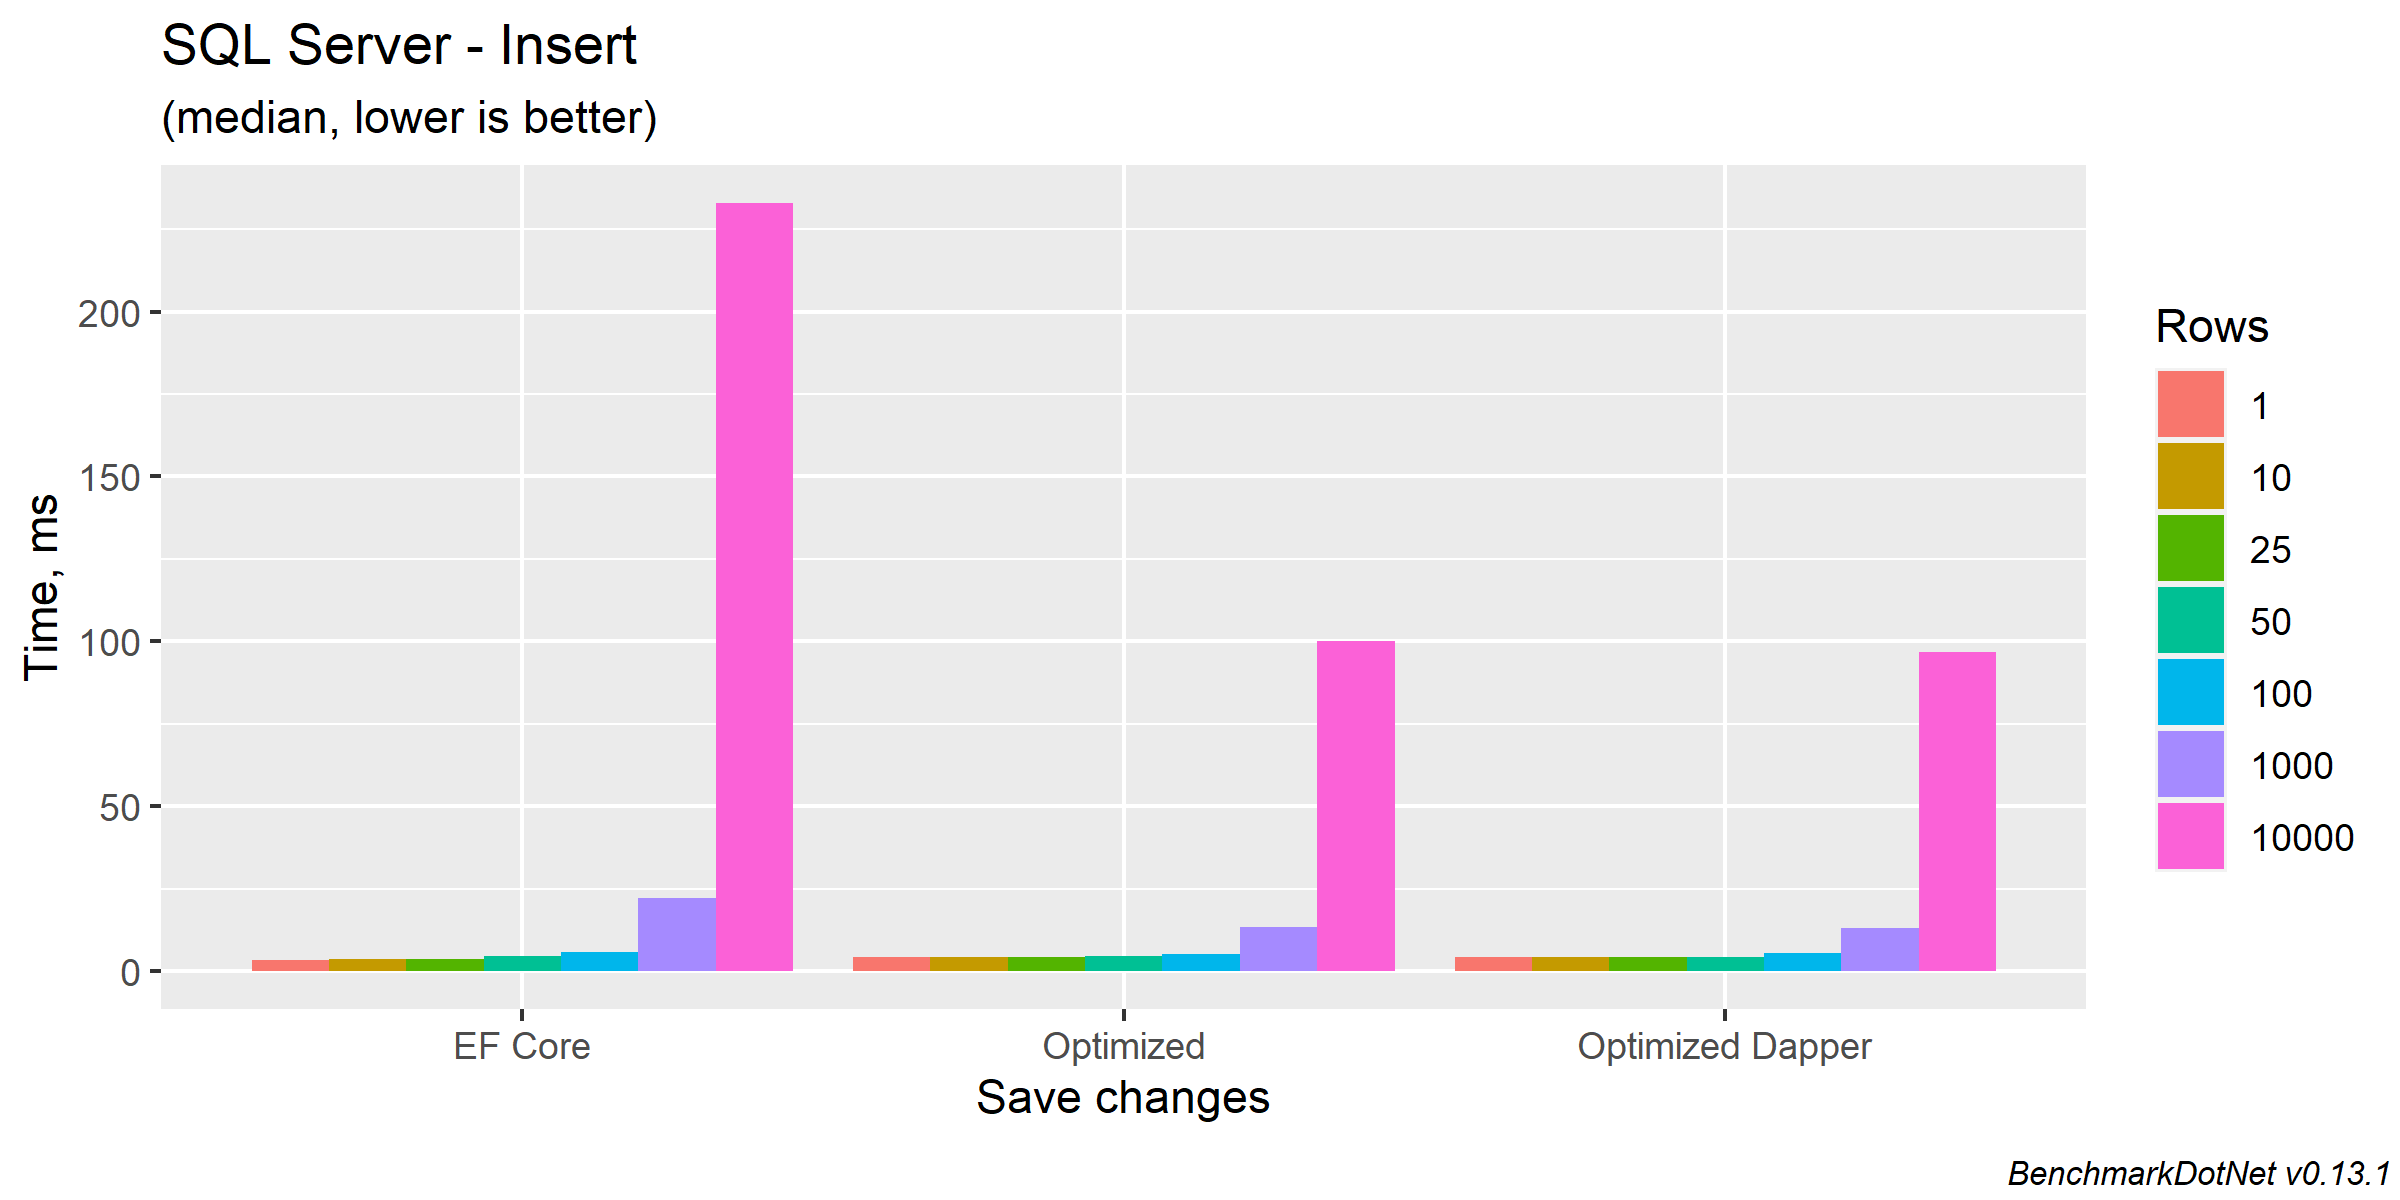 SQL Server - Insert
(median, lower is better)
Time, ms
200
150
100
50
0
EF Core
Optimized
Optimized Dapper
Save changes
Rows
1
10
25
50
100
1000
10000
BenchmarkDotNet v0.13.1